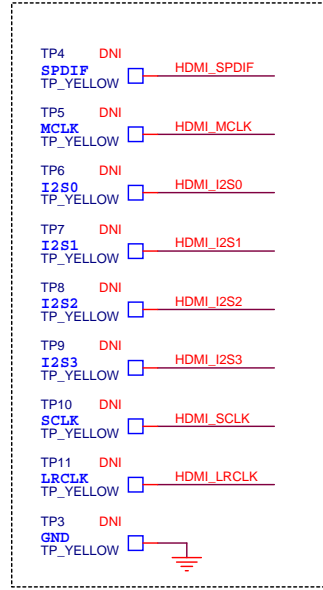 TP4 DNI
SPDIF HDMI_SPDIF
TP_YELLOW
TP5 DNI
MCLK HDMI_MCLK
TP_YELLOW
TP6 DNI
I2S0 HDMI_I2S0
TP_YELLOW
TP7 DNI
I2S1 HDMI_I2S1
TP_YELLOW
TP8 DNI
I2S2 HDMI_I2S2
TP_YELLOW
TP9 DNI
I2S3 HDMI_I2S3
TP_YELLOW
TP10 DNI
SCLK HDMI_SCLK
TP_YELLOW
TP11 DNI
LRCLK HDMI_LRCLK
TP_YELLOW
TP3 DNI
GND
TP_YELLOW